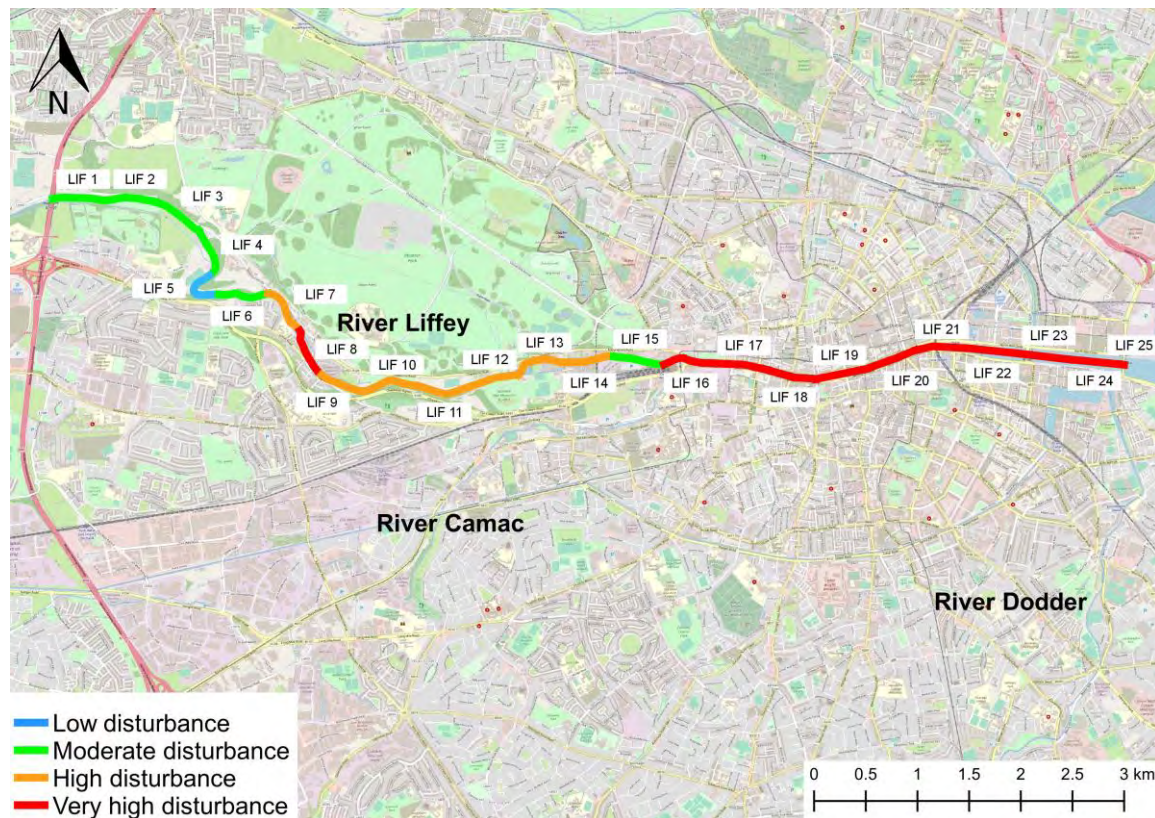 N
LIF 1
LIF 2
LIF 3
LIF 4
LIF 5
LIF 6
LIF 7
River Liffey
LIF 8
LIF 9
LIF 10
LIF 11
LIF 12
LIF 13
LIF 14
LIF 15
LIF 16
LIF 17
LIF 18
LIF 19
LIF 20
LIF 21
LIF 22
LIF 23
LIF 24
LIF 25
River Camac
River Dodder
Low disturbance
Moderate disturbance
High disturbance
Very high disturbance
0 0.5 1 1.5 2 2.5 3 km